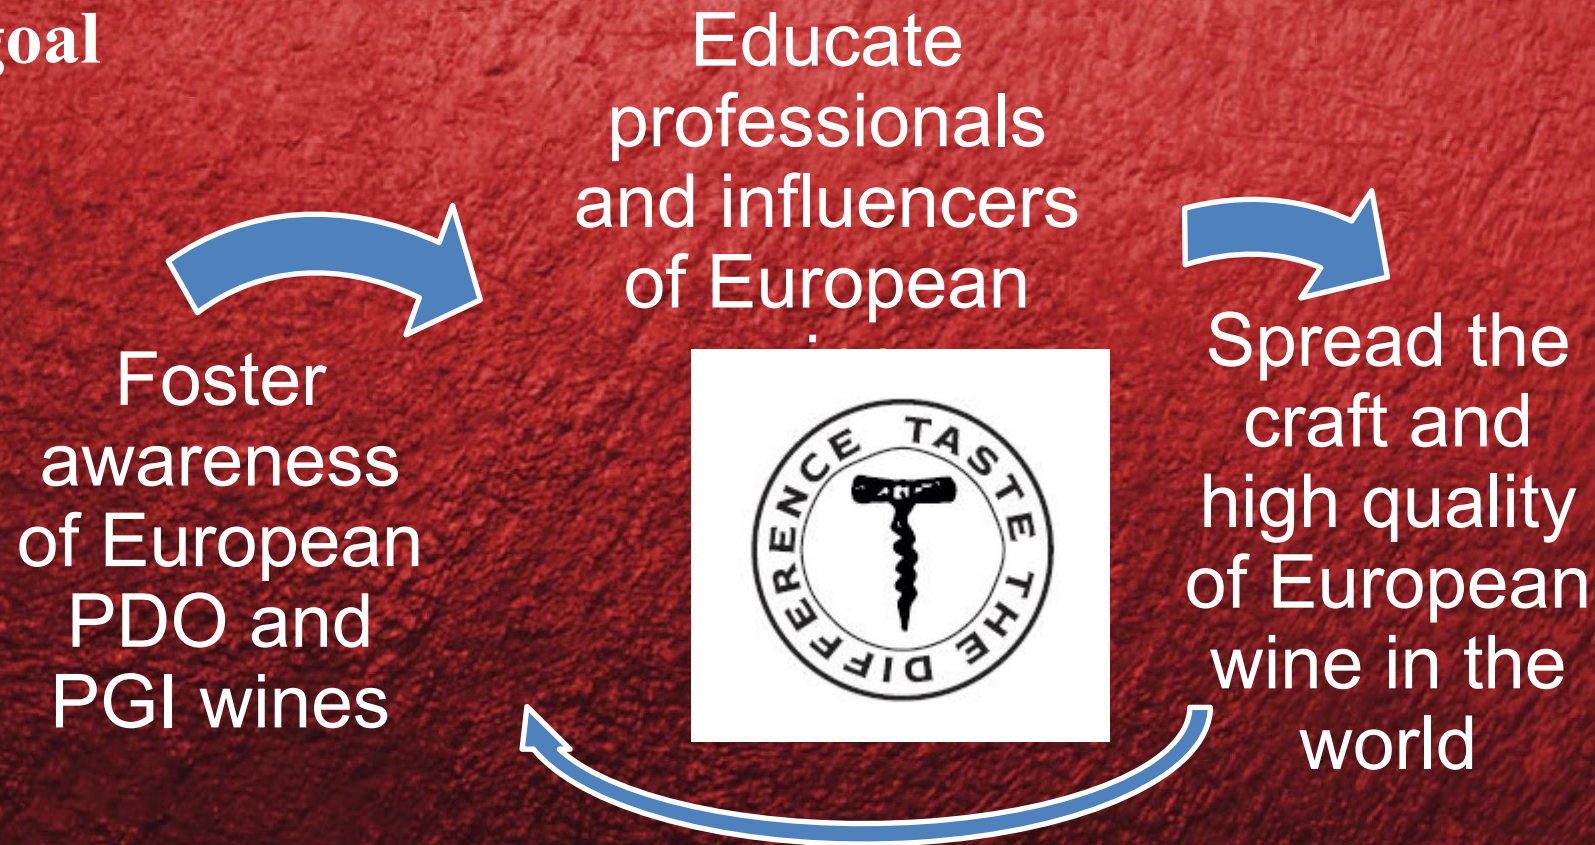 goal
Educate
professionals
and influencers
of European
Foster
awareness
of European
PDO and
PGI wines
TASTE THE DIFFERENCE
Spread the
craft and
high quality
of European
wine in the
world